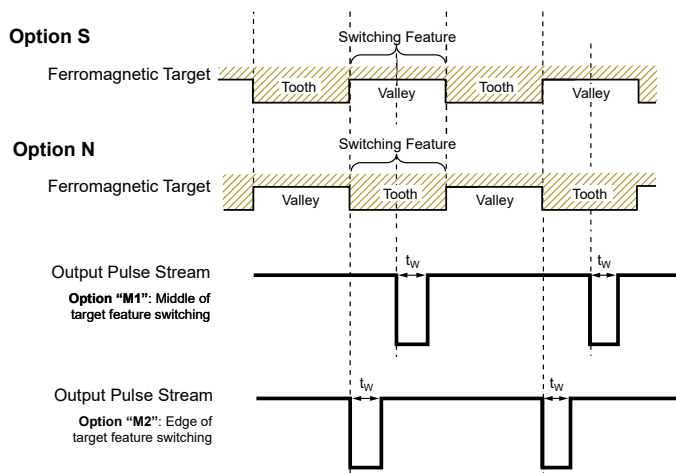 Option S
Switching Feature
Ferromagnetic Target
Tooth
Valley
Tooth
Valley
Option N
Switching Feature
Ferromagnetic Target
Valley
Tooth
Valley
Tooth
Output Pulse Stream
tW
tW
Option “M1”: Middle of
target feature switching
Output Pulse Stream
tW
tW
Option “M2”: Edge of
target feature switching